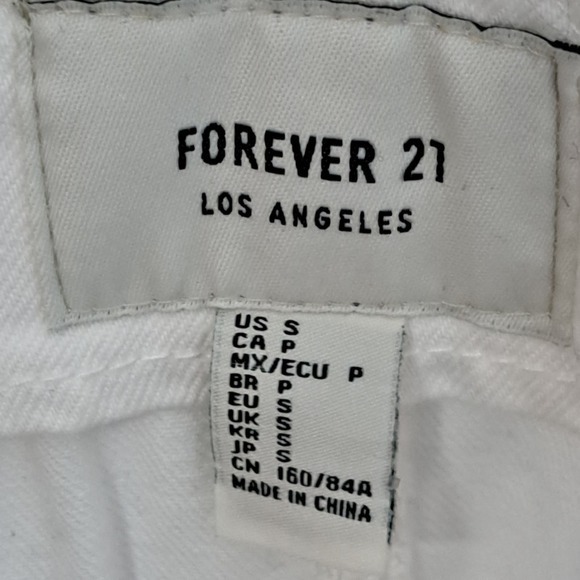 FOREVER 21
LOS ANGELES
US S
CA P
MX/ECU P
BR P
EU S
UK S
KR S
JP S
CN 160/84A
MADE IN CHINA